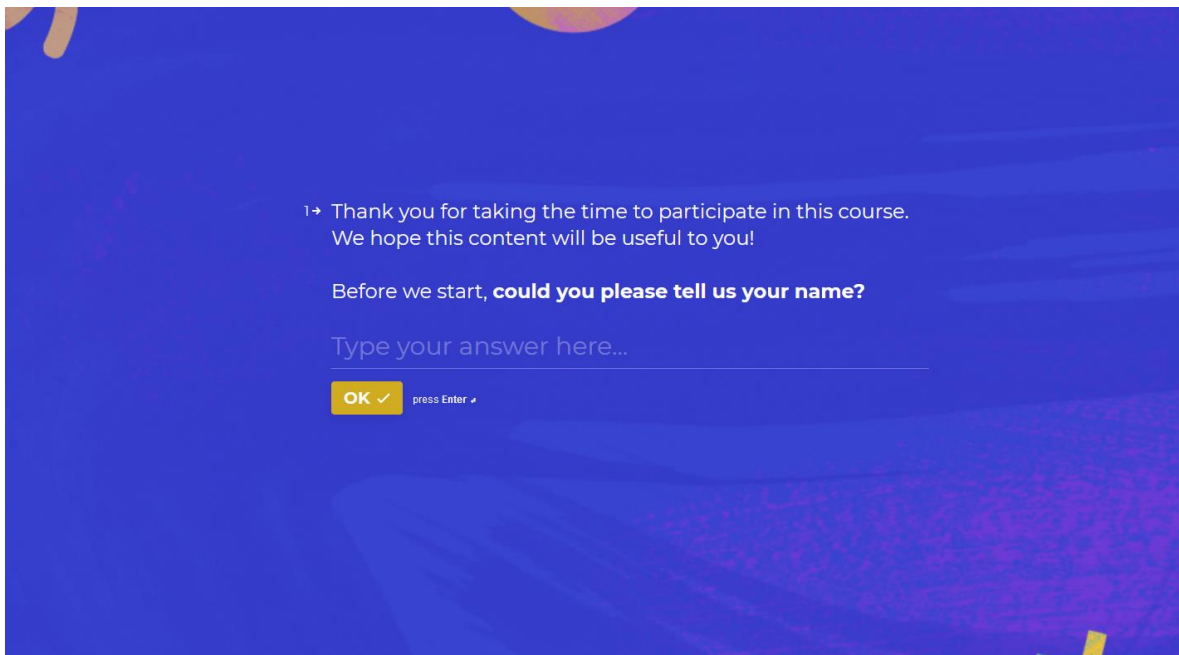 1→ Thank you for taking the time to participate in this course.
We hope this content will be useful to you!
Before we start, could you please tell us your name?
Type your answer here...
OK ✓ press Enter ↵